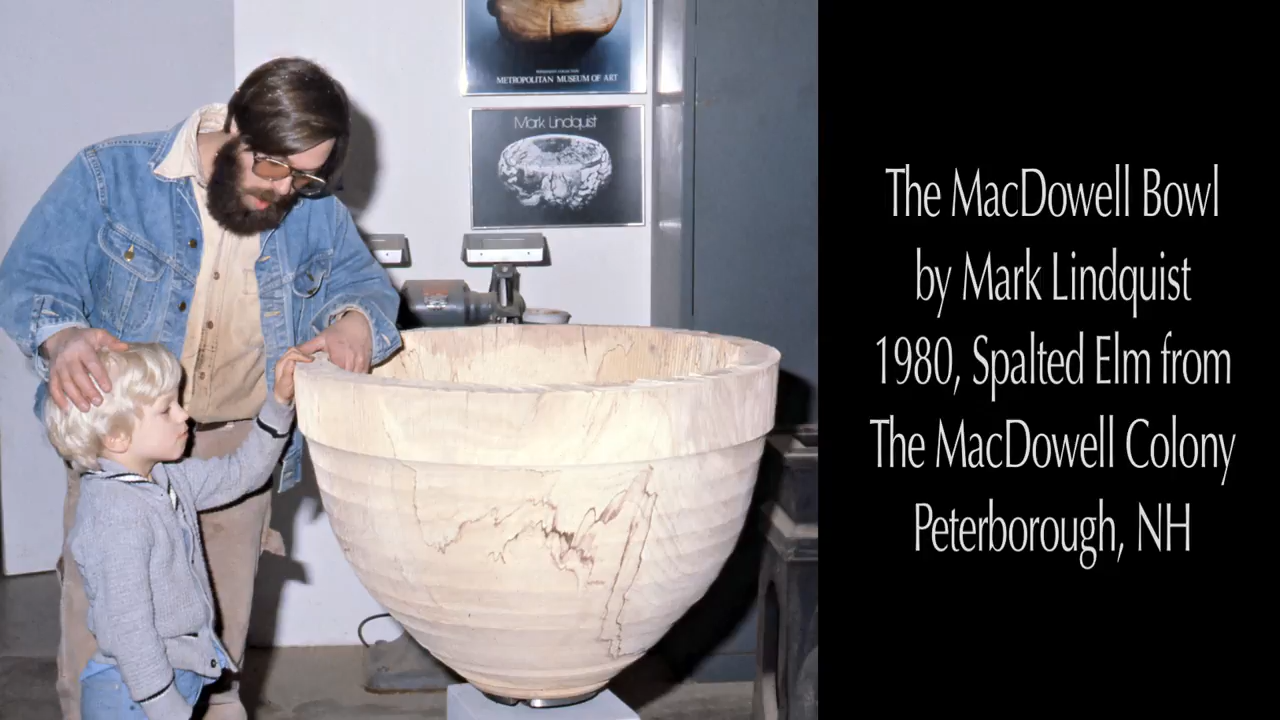 METROPOLITAN MUSEUM OF ART
Mark Lindquist
The MacDowell Bowl
by Mark Lindquist
1980, Spalted Elm from
The MacDowell Colony
Peterborough, NH